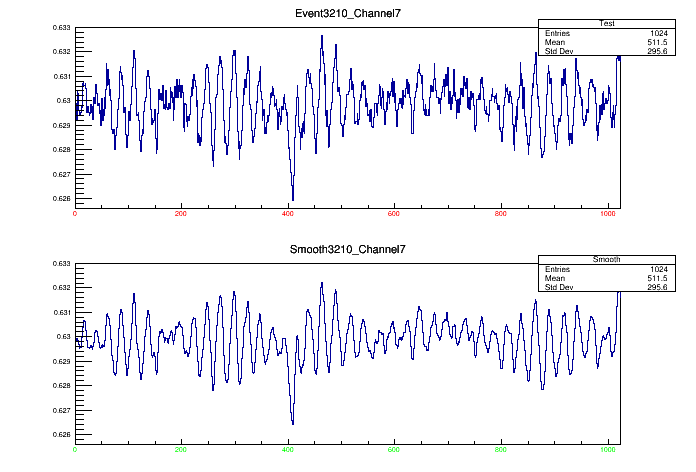 Event3210_Channel7
Test
Entries 1024
Mean 511.5
Std Dev 295.6
0.633
0.632
0.631
0.63
0.629
0.628
0.627
0.626
0 200 400 600 800 1000
Smooth3210_Channel7
Smooth
Entries 1024
Mean 511.5
Std Dev 295.6
0.633
0.632
0.631
0.63
0.629
0.628
0.627
0.626
0 200 400 600 800 1000